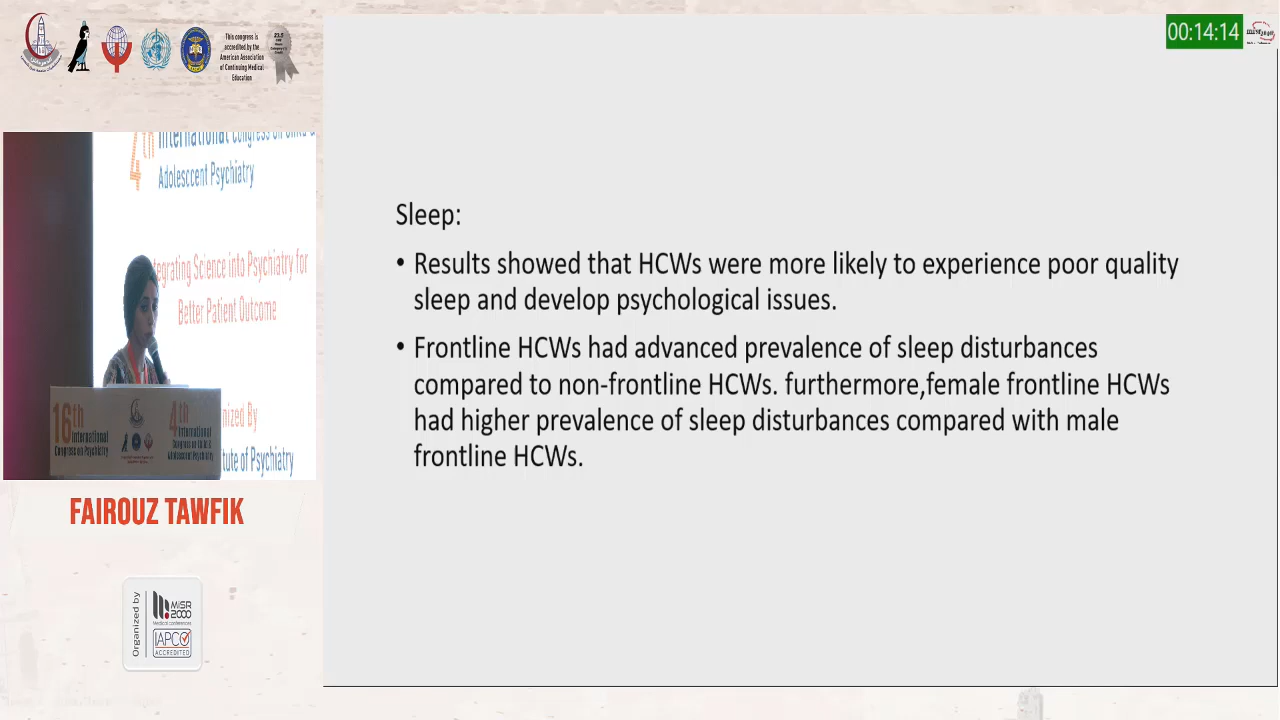 This congress is
accredited by the
American Association
of Continuing Medical
Education
00:14:14
4th
International Congress on Child &
Adolesccent Psychiatry
tegrating Science into Psychiatry for
Better Patient Outcome
16th
International
Congress on Psychiatry
4th
International
Congress on Child &
Adolescent Psychiatry
nized By
tute of Psychiatry
FAIROUZ TAWFIK
Organized by
MISR
2000
Medical conferences
IAPCO
ACCREDITED
Sleep:
• Results showed that HCWs were more likely to experience poor quality
sleep and develop psychological issues.
• Frontline HCWs had advanced prevalence of sleep disturbances
compared to non-frontline HCWs. furthermore,female frontline HCWs
had higher prevalence of sleep disturbances compared with male
frontline HCWs.